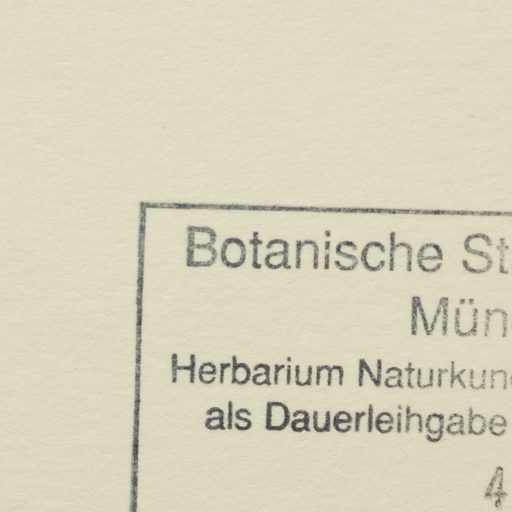 Botanische St
Mün
Herbarium Naturkun
als Dauerleihgabe
4